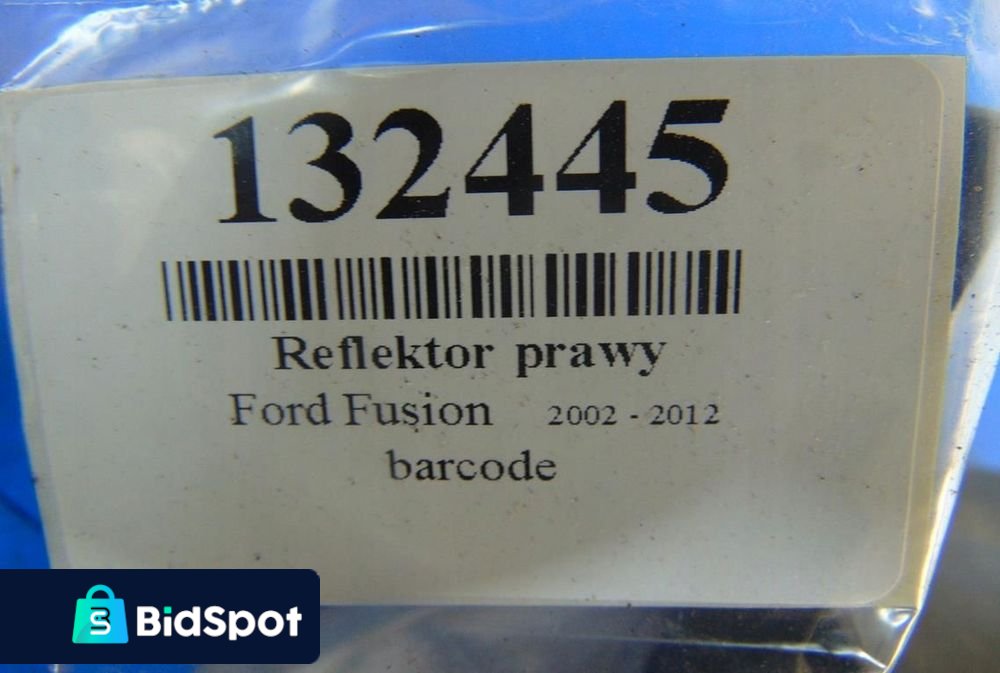 132445
Reflektor prawy
Ford Fusion 2002 - 2012
barcode
BidSpot